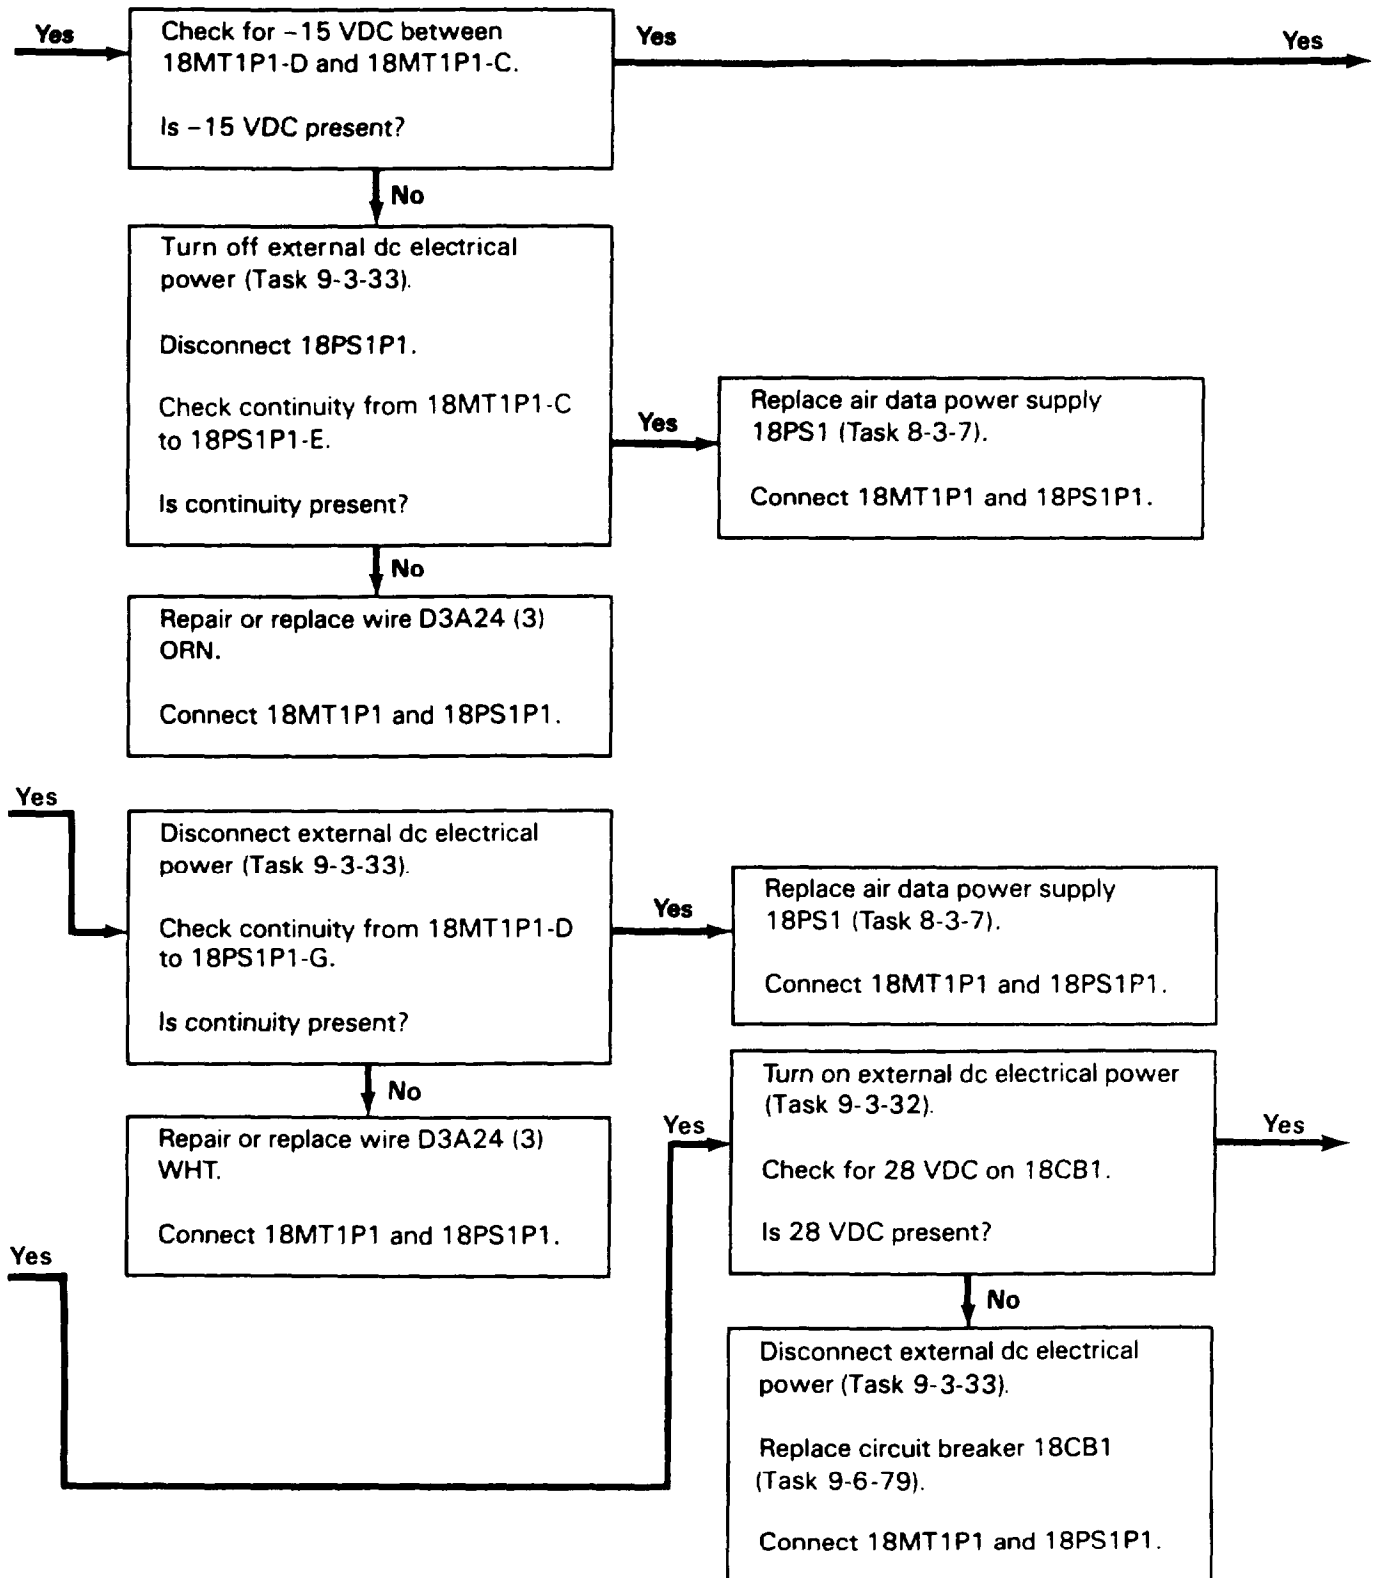 Yes
Check for –15 VDC between
18MT1P1-D and 18MT1P1-C.
Is –15 VDC present?
Yes
Yes
No
Turn off external dc electrical
power (Task 9-3-33).
Disconnect 18PS1P1.
Check continuity from 18MT1P1-C
to 18PS1P1-E.
Is continuity present?
Yes
Replace air data power supply
18PS1 (Task 8-3-7).
Connect 18MT1P1 and 18PS1P1.
No
Repair or replace wire D3A24 (3)
ORN.
Connect 18MT1P1 and 18PS1P1.
Yes
Disconnect external dc electrical
power (Task 9-3-33).
Check continuity from 18MT1P1-D
to 18PS1P1-G.
Is continuity present?
Yes
Replace air data power supply
18PS1 (Task 8-3-7).
Connect 18MT1P1 and 18PS1P1.
No
Repair or replace wire D3A24 (3)
WHT.
Connect 18MT1P1 and 18PS1P1.
Yes
Yes
Turn on external dc electrical power
(Task 9-3-32).
Check for 28 VDC on 18CB1.
Is 28 VDC present?
Yes
No
Disconnect external dc electrical
power (Task 9-3-33).
Replace circuit breaker 18CB1
(Task 9-6-79).
Connect 18MT1P1 and 18PS1P1.